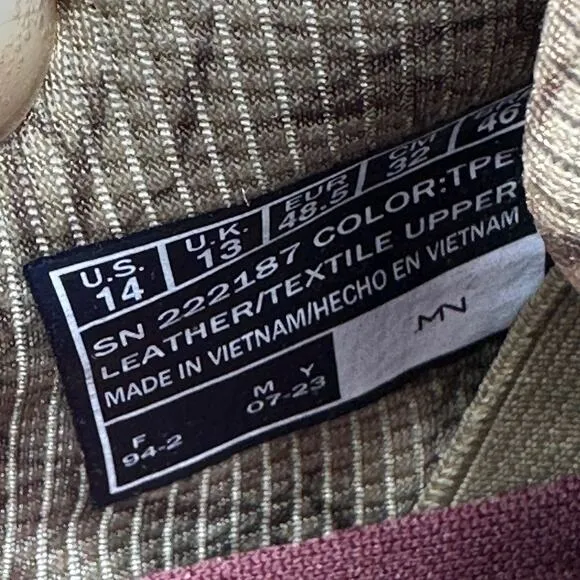 U.S. U.K. EUR CM
14 13 48.5 32
SN 222187 COLOR:TPE
LEATHER/TEXTILE UPPER
MADE IN VIETNAM/HECHO EN VIETNAM
F M Y MN
94-2 07-23